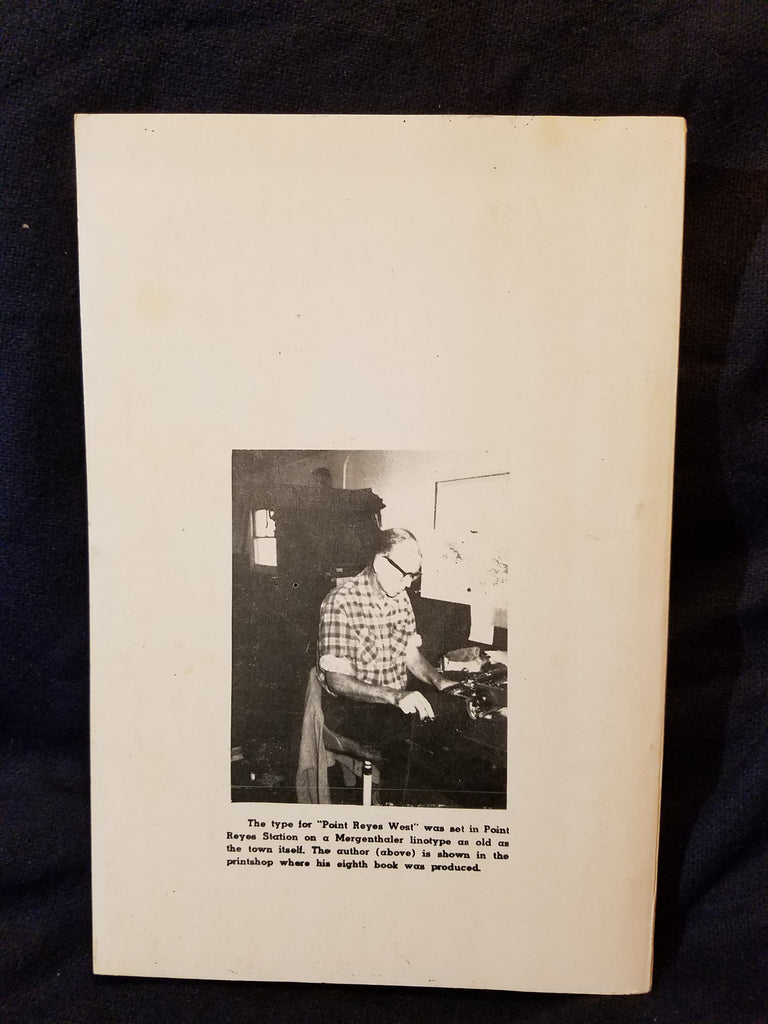 The type for "Point Reyes West" was set in Point
Reyes Station on a Mergenthaler linotype as old as
the town itself. The author (above) is shown in the
printshop where his eighth book was produced.